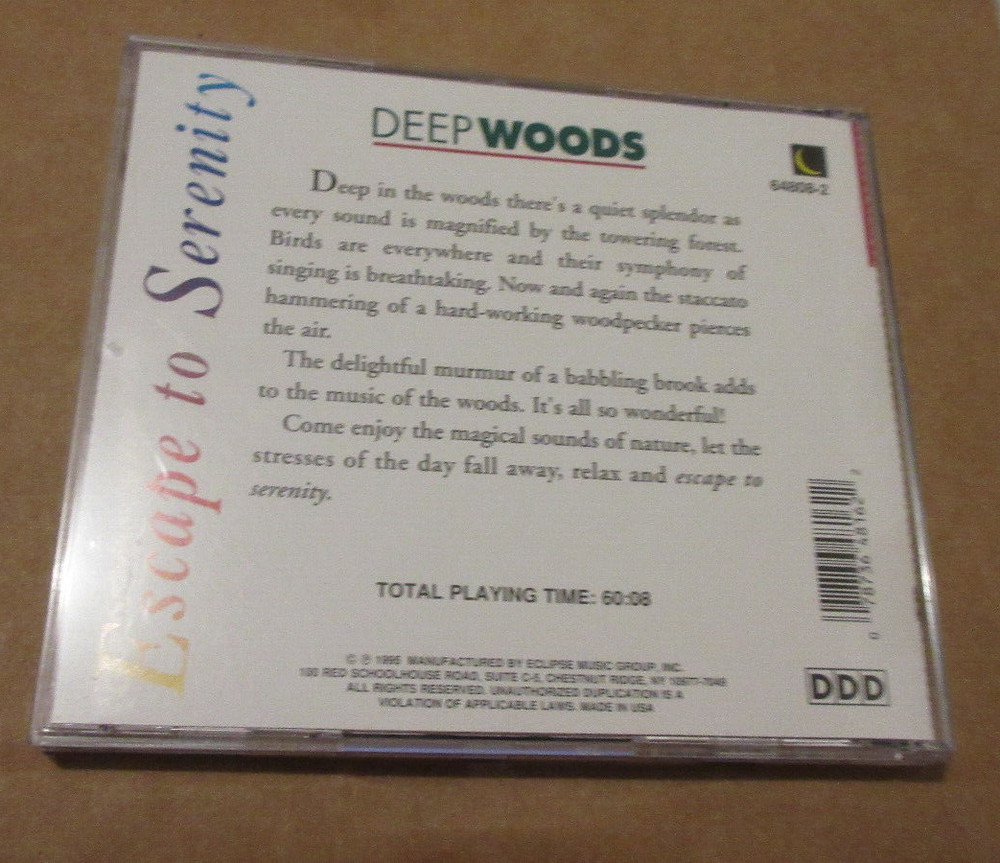 Escape to Serenity
DEEP WOODS
64806-2
Deep in the woods there's a quiet splendor as
every sound is magnified by the towering forest.
Birds are everywhere and their symphony of
singing is breathtaking. Now and again the staccato
hammering of a hard-working woodpecker pierces
the air.
The delightful murmur of a babbling brook adds
to the music of the woods. It's all so wonderful!
Come enjoy the magical sounds of nature, let the
stresses of the day fall away, relax and escape to
serenity.
TOTAL PLAYING TIME: 60:08
© ℗ 1995 MANUFACTURED BY ECLIPSE MUSIC GROUP, INC.
100 RED SCHOOLHOUSE ROAD, SUITE C-5, CHESTNUT RIDGE, NY
ALL RIGHTS RESERVED. UNAUTHORIZED DUPLICATION IS A
VIOLATION OF APPLICABLE LAWS. MADE IN USA
DDD